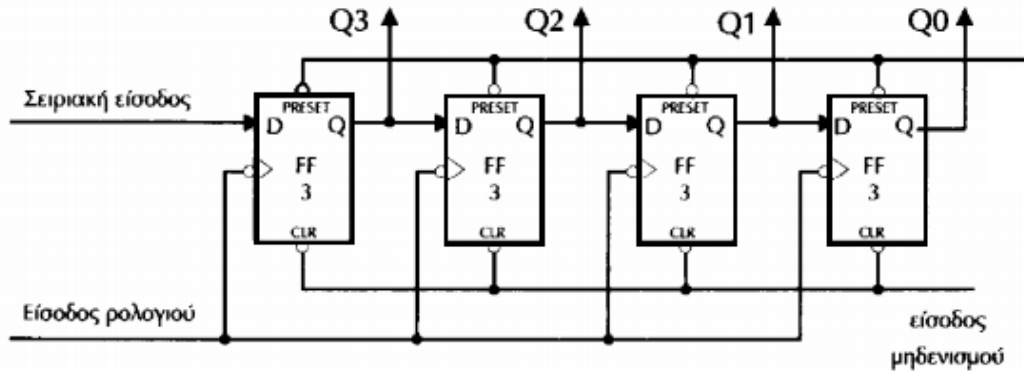 Q3 Q2 Q1 Q0
Σειριακή είσοδος
PRESET PRESET PRESET PRESET
D Q D Q D Q D Q
FF FF FF FF
3 3 3 3
CLR CLR CLR CLR
Είσοδος ρολογιού
είσοδος
μηδενισμού